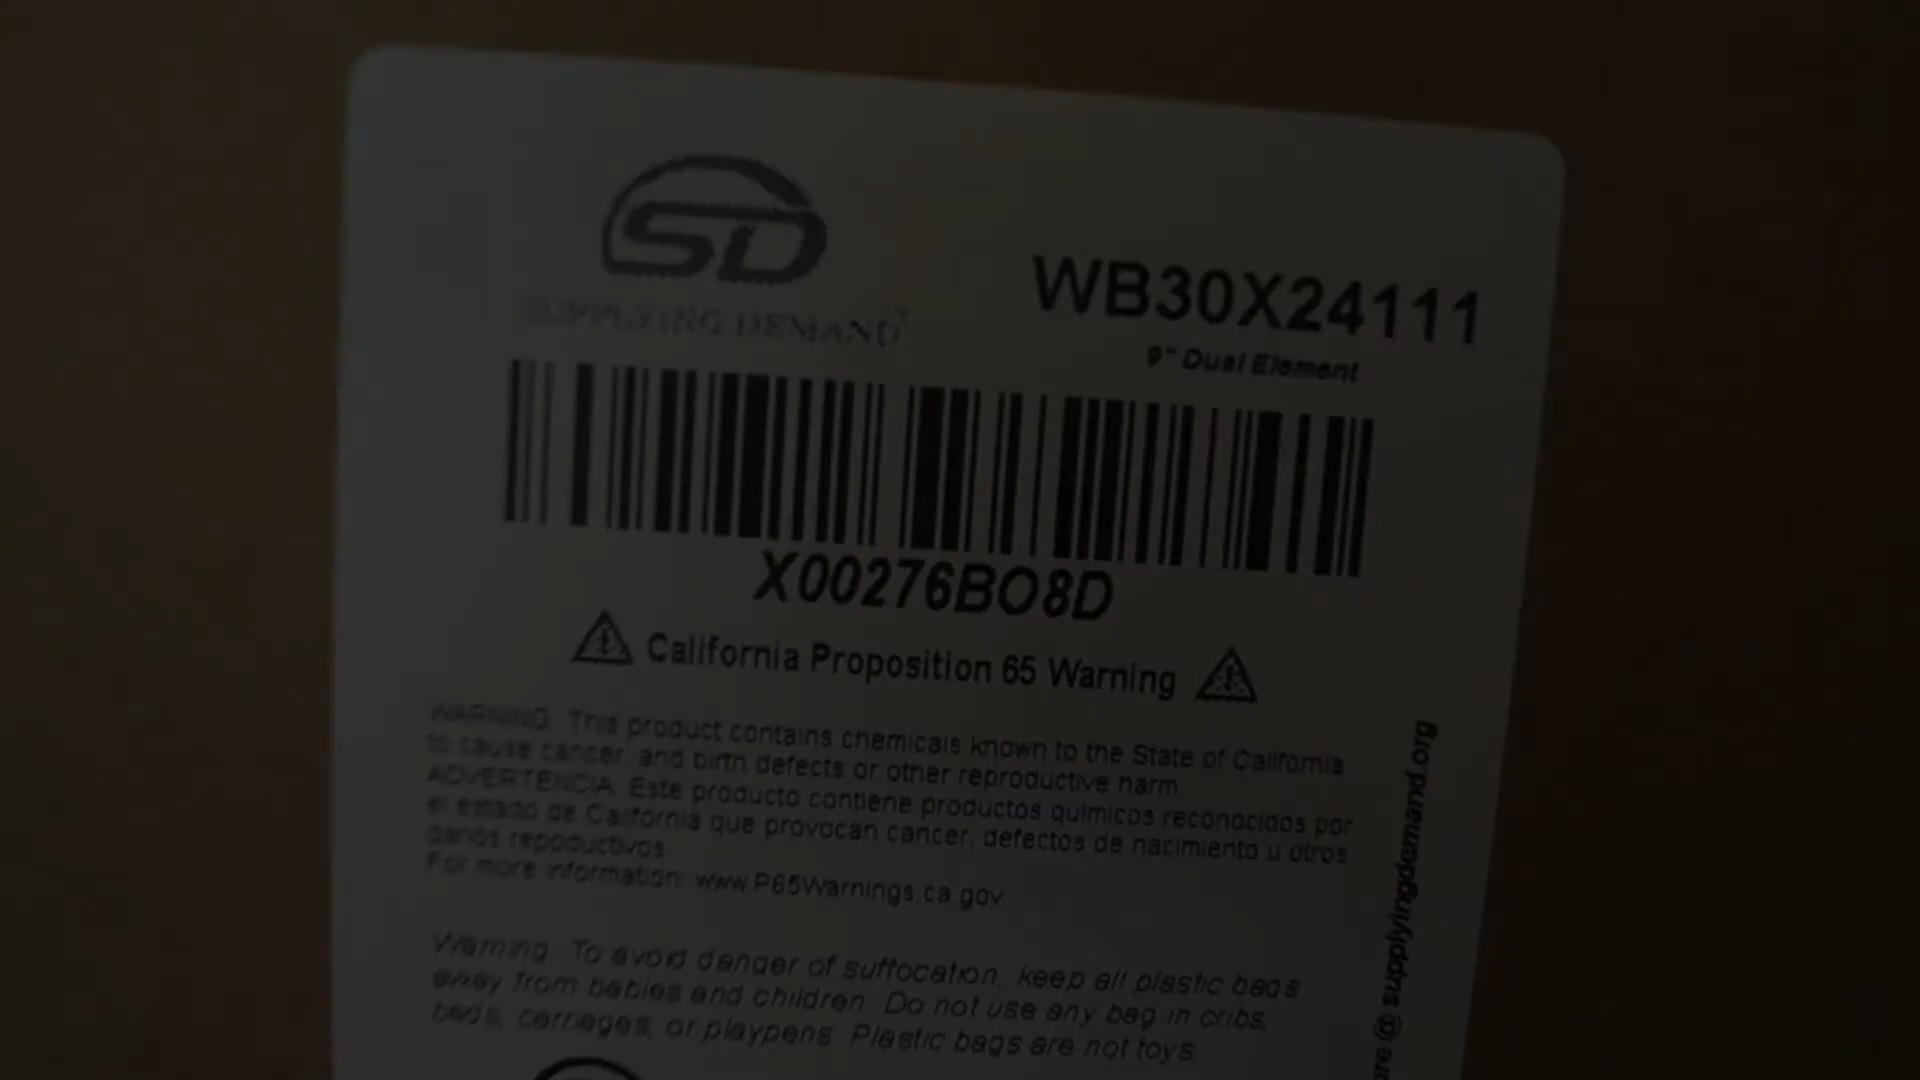 SD
SUPPLYING DEMAND
WB30X24111
9" Dual Element
X00276BO8D
California Proposition 65 Warning
WARNING: This product contains chemicals known to the State of California
to cause cancer, and birth defects or other reproductive harm.
ADVERTENCIA: Este producto contiene productos quimicos reconocidos por
el estado de California que provocan cancer, defectos de nacimiento u otros
danos repoductivos.
For more information: www.P65Warnings.ca.gov.
Warning: To avoid danger of suffocation, keep all plastic bags
away from babies and children. Do not use any bag in cribs,
beds, carriages, or playpens. Plastic bags are not toys.
@ supplyingdemand.org